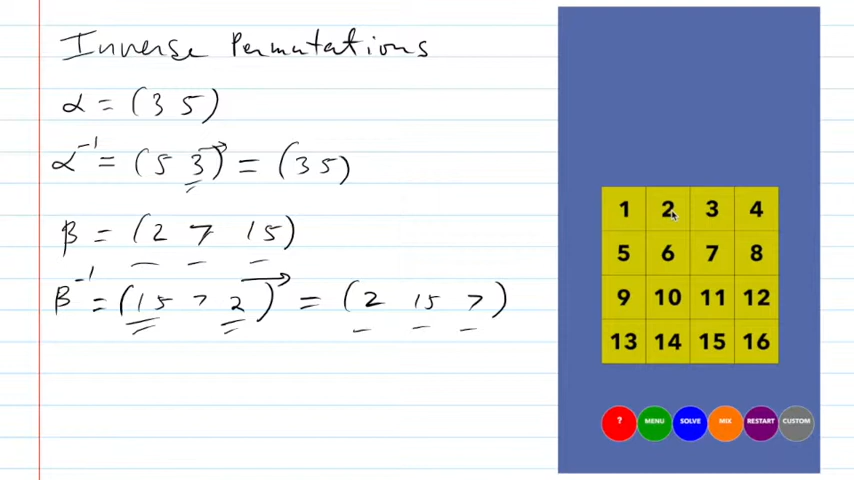 Inverse Permutations
α = (3 5)
α⁻¹ = (5 3) = (3 5)
β = (2 7 15)
β⁻¹ = (15 7 2) = (2 15 7)
1 2 3 4
5 6 7 8
9 10 11 12
13 14 15 16
? MENU SOLVE MIX RESTART CUSTOM